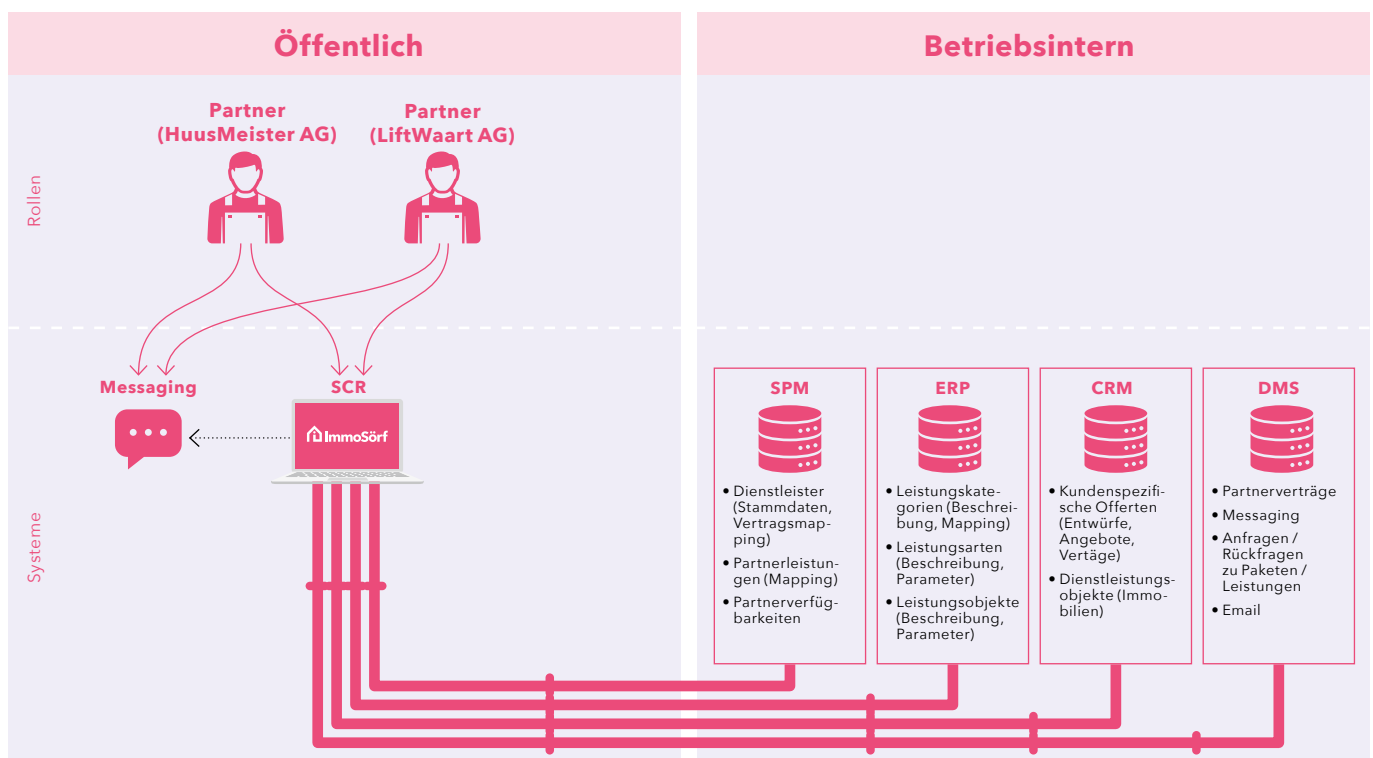 Öffentlich
Betriebsintern
Rollen
Partner
(HuusMeister AG)
Partner
(LiftWaart AG)
Systeme
Messaging
SCR
ImmoSörf
SPM
• Dienstleister
(Stammdaten,
Vertragsmap-
ping)
• Partnerleistun-
gen (Mapping)
• Partnerverfüg-
barkeiten
ERP
• Leistungskate-
gorien (Beschrei-
bung, Mapping)
• Leistungsarten
(Beschreibung,
Parameter)
• Leistungsobjekte
(Beschreibung,
Parameter)
CRM
• Kundenspezifi-
sche Offerten
(Entwürfe,
Angebote,
Vertäge)
• Dienstleistungs-
objekte (Immo-
bilien)
DMS
• Partnerverträge
• Messaging
• Anfragen /
Rückfragen
zu Paketen /
Leistungen
• Email